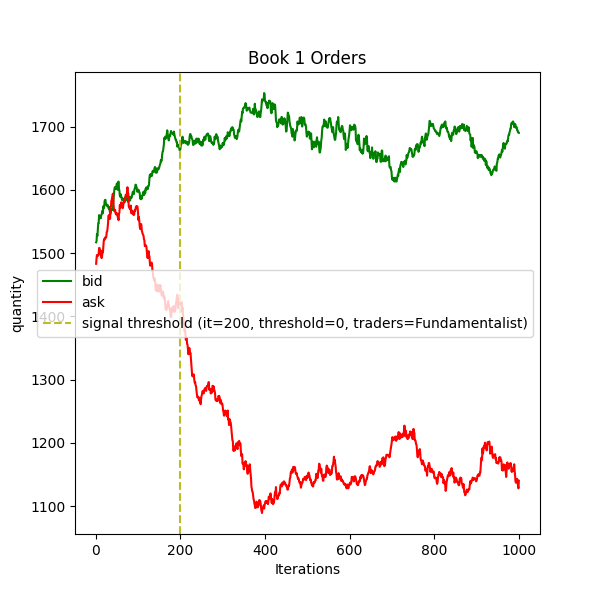 Book 1 Orders
1700
1600
1500
1400
1300
1200
1100
quantity
bid
ask
signal threshold (it=200, threshold=0, traders=Fundamentalist)
0 200 400 600 800 1000
Iterations